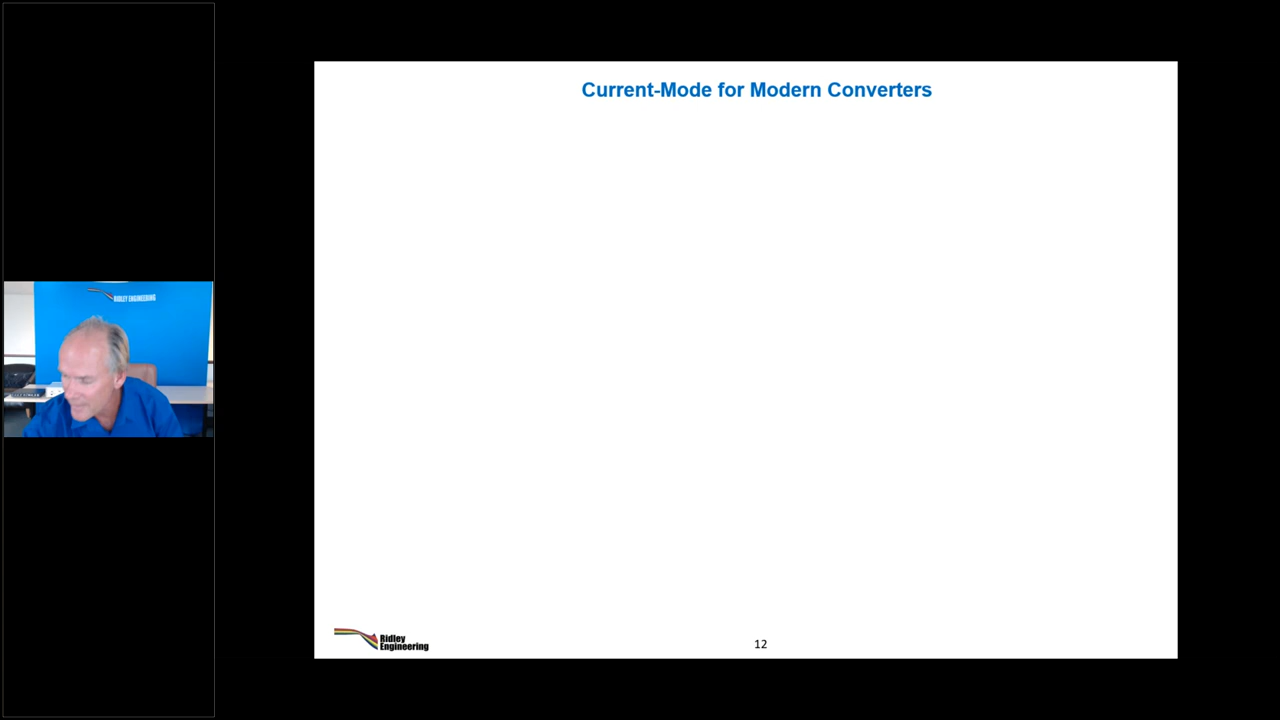 Current-Mode for Modern Converters
RIDLEY ENGINEERING
Ridley
Engineering
12